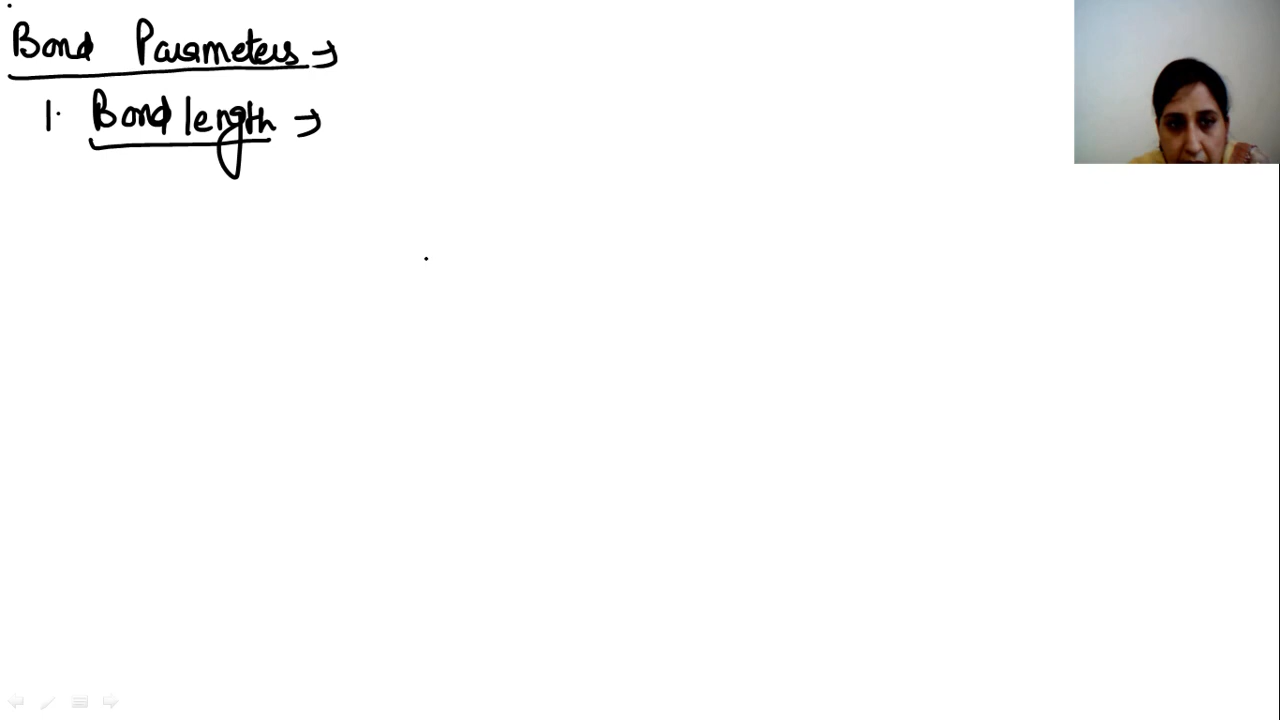 Bond Parameters →
1. Bond length →